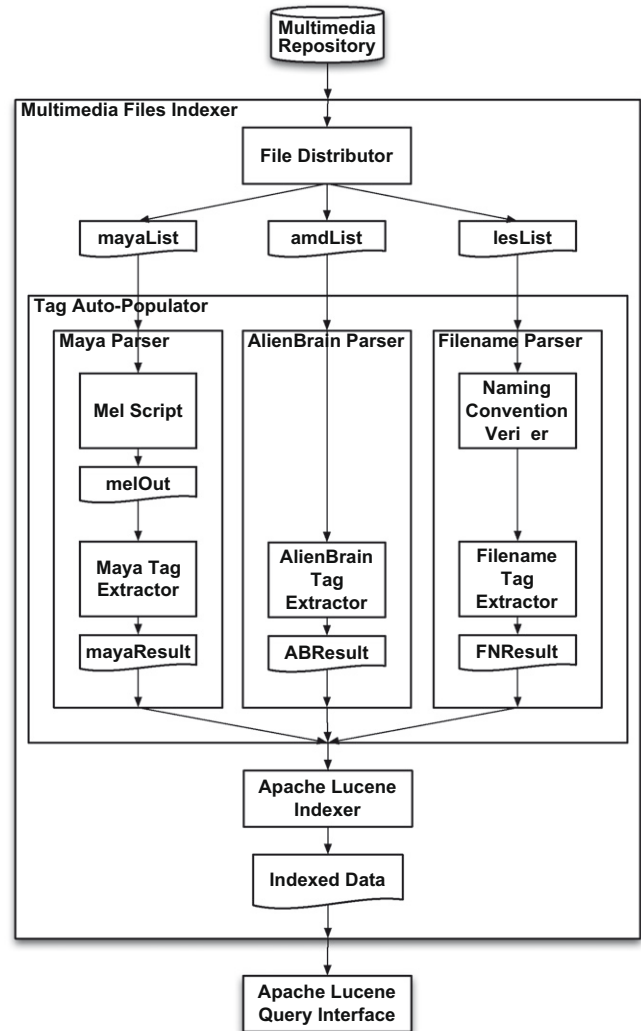 Multimedia
Repository
Multimedia Files Indexer
File Distributor
mayaList
amdList
lesList
Tag Auto-Populator
Maya Parser
AlienBrain Parser
Filename Parser
Mel Script
Naming
Convention
Veri er
melOut
Maya Tag
Extractor
AlienBrain
Tag
Extractor
Filename
Tag
Extractor
mayaResult
ABResult
FNResult
Apache Lucene
Indexer
Indexed Data
Apache Lucene
Query Interface